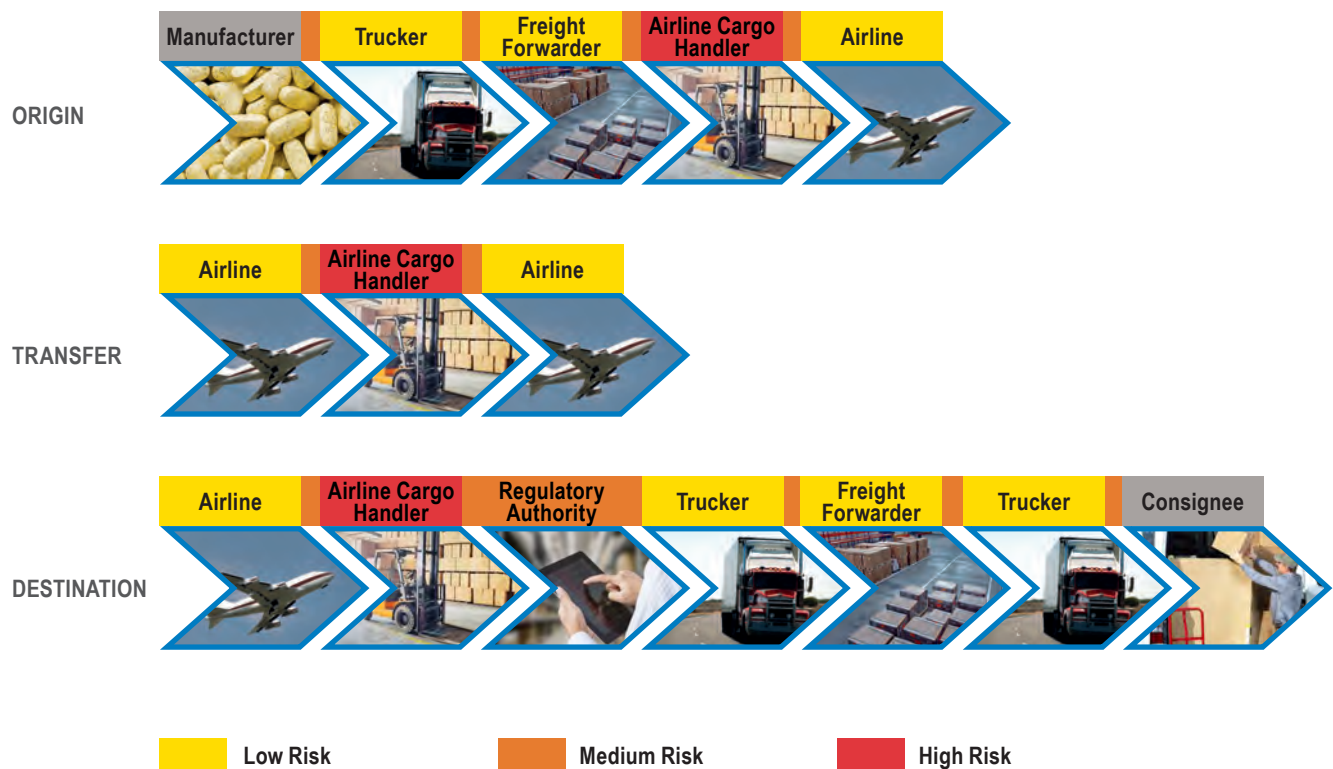 Manufacturer
Trucker
Freight
Forwarder
Airline Cargo
Handler
Airline
ORIGIN
Airline
Airline Cargo
Handler
Airline
TRANSFER
Airline
Airline Cargo
Handler
Regulatory
Authority
Trucker
Freight
Forwarder
Trucker
Consignee
DESTINATION
Low Risk
Medium Risk
High Risk